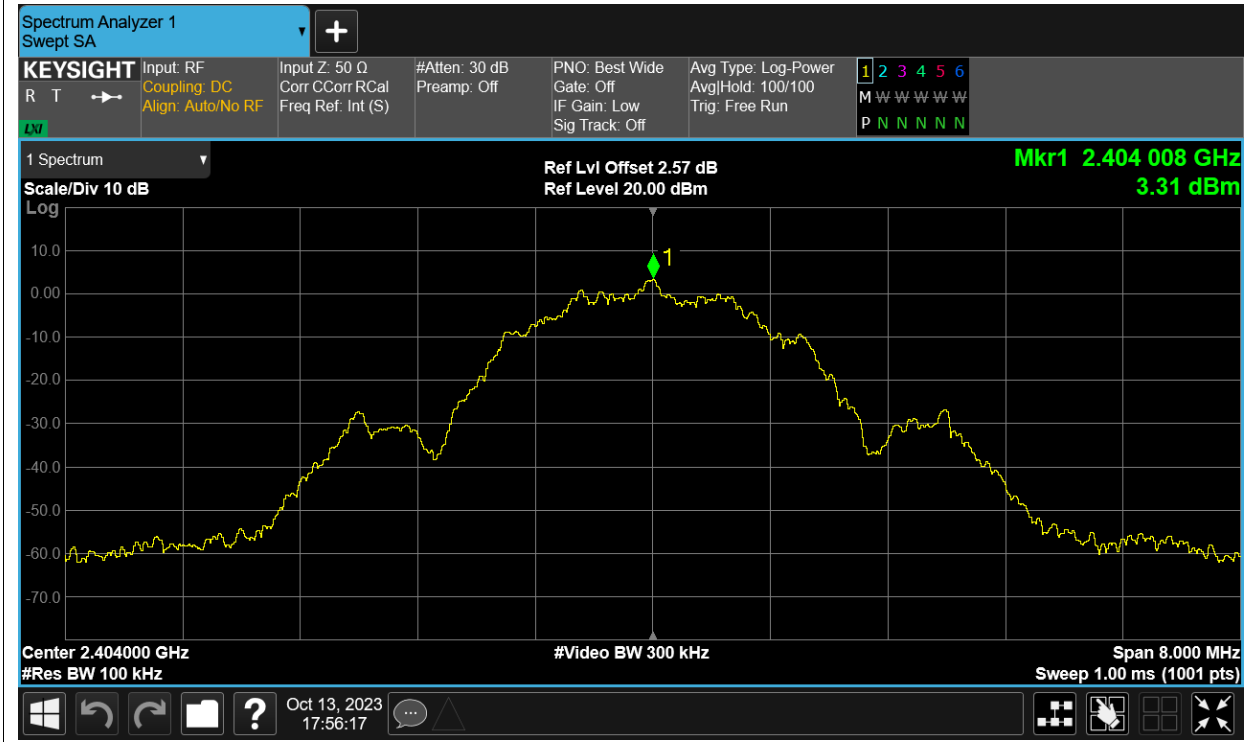 Spectrum Analyzer 1
Swept SA
+
KEYSIGHT
R T
LXI
Input: RF
Coupling: DC
Align: Auto/No RF
Input Z: 50 Ω
Corr CCorr RCal
Freq Ref: Int (S)
#Atten: 30 dB
Preamp: Off
PNO: Best Wide
Gate: Off
IF Gain: Low
Sig Track: Off
Avg Type: Log-Power
Avg|Hold: 100/100
Trig: Free Run
1 2 3 4 5 6
M W W W W W
P N N N N N
1 Spectrum
Scale/Div 10 dB
Log
Ref Lvl Offset 2.57 dB
Ref Level 20.00 dBm
Mkr1 2.404 008 GHz
3.31 dBm
1
10.0
0.00
-10.0
-20.0
-30.0
-40.0
-50.0
-60.0
-70.0
Center 2.404000 GHz
#Res BW 100 kHz
#Video BW 300 kHz
Span 8.000 MHz
Sweep 1.00 ms (1001 pts)
?
Oct 13, 2023
17:56:17